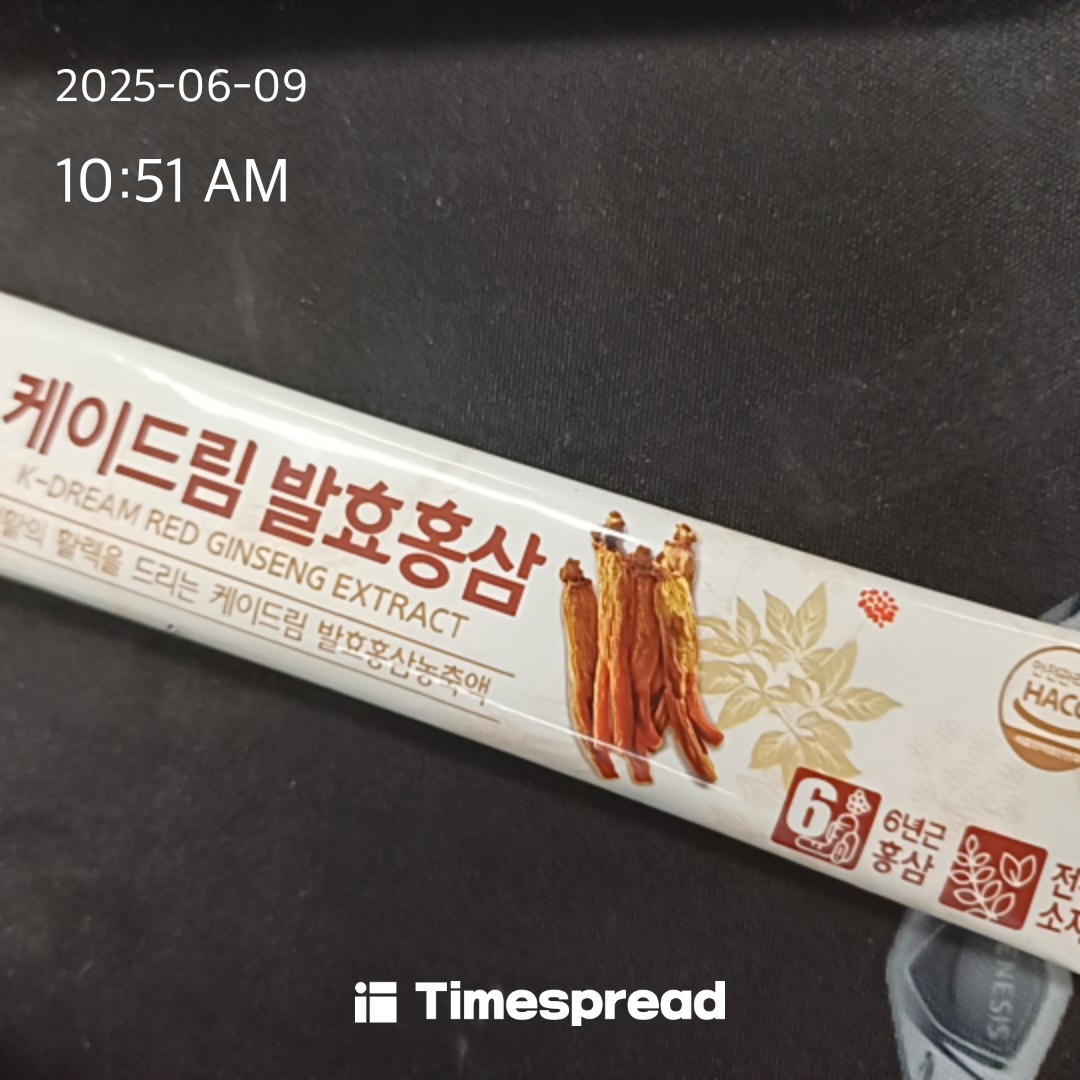 2025-06-09
10:51 AM
케이드림 발효홍삼
K-DREAM RED GINSENG EXTRACT
활력을 드리는 케이드림 발효홍삼농축액
HACC
6
6년근
홍삼
Timespread